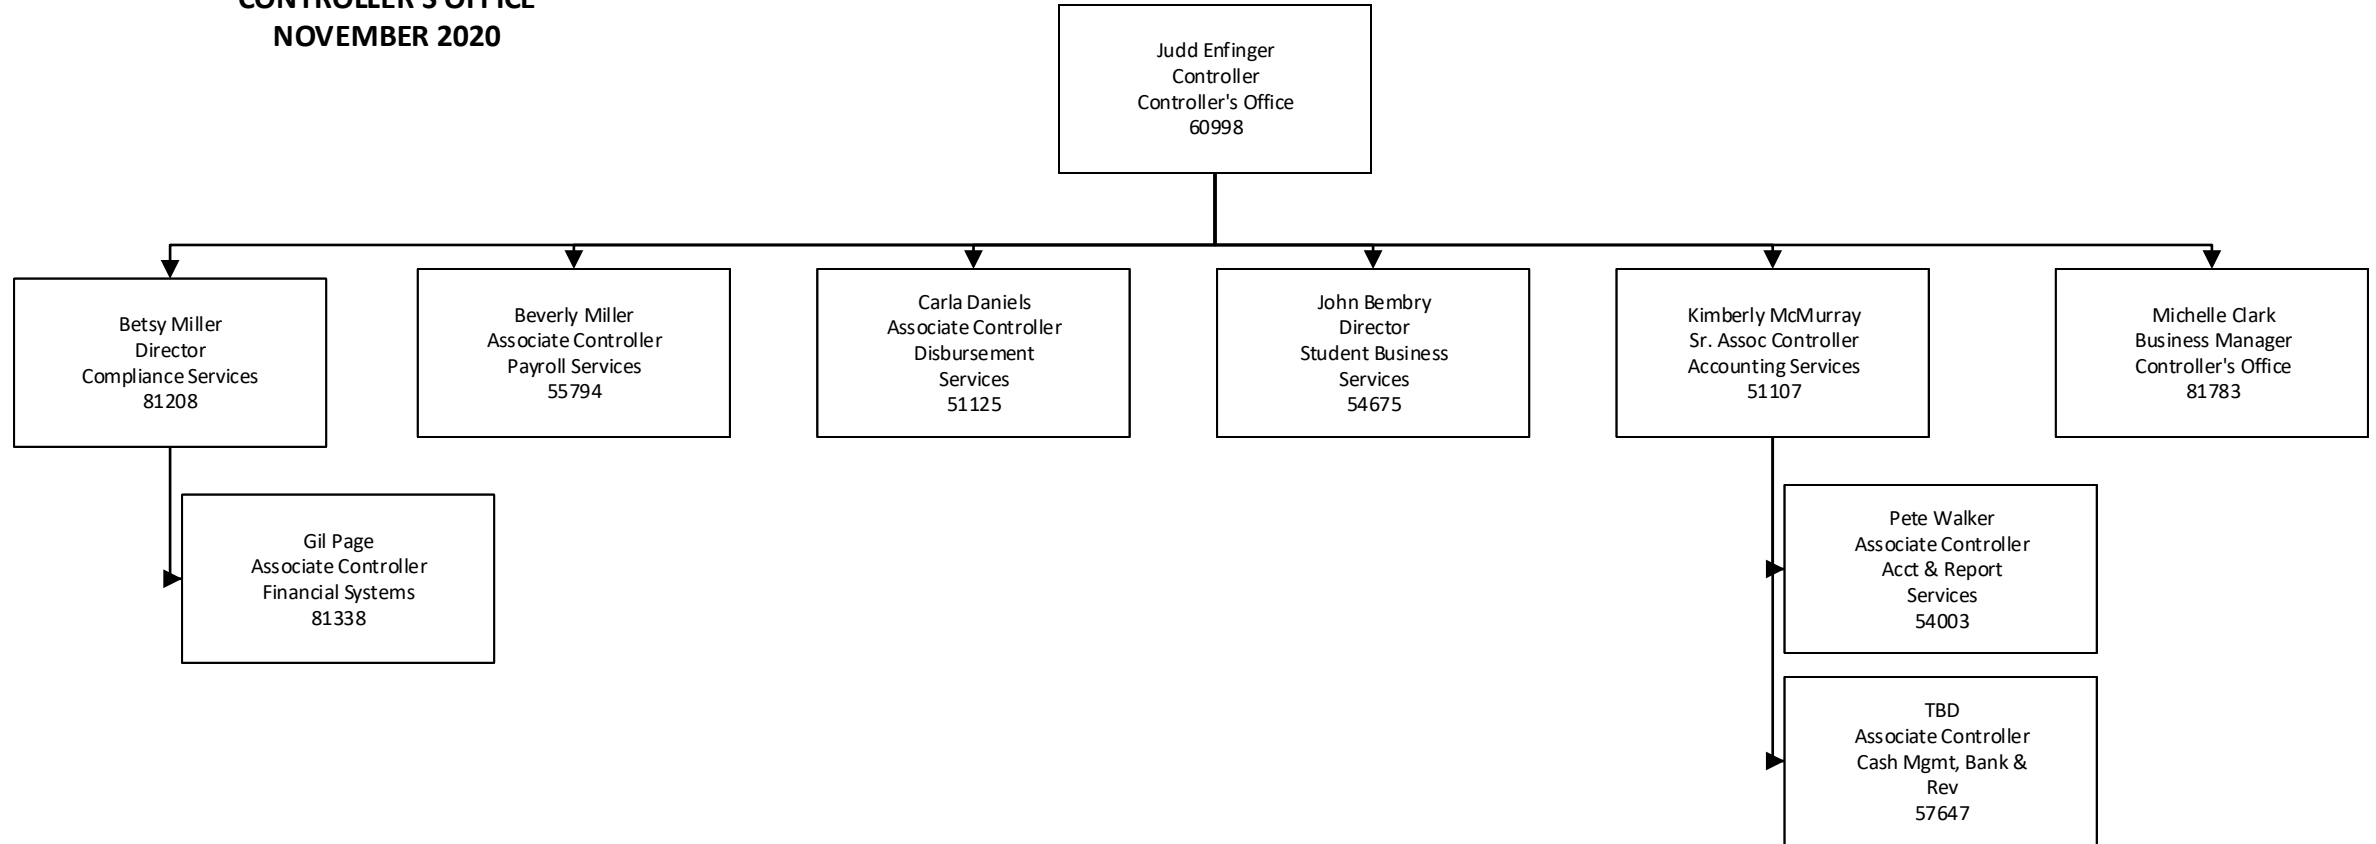 CONTROLLER'S OFFICE
NOVEMBER 2020
Judd Enfinger
Controller
Controller's Office
60998
Betsy Miller
Director
Compliance Services
81208
Beverly Miller
Associate Controller
Payroll Services
55794
Carla Daniels
Associate Controller
Disbursement
Services
51125
John Bembry
Director
Student Business
Services
54675
Kimberly McMurray
Sr. Assoc Controller
Accounting Services
51107
Michelle Clark
Business Manager
Controller's Office
81783
Gil Page
Associate Controller
Financial Systems
81338
Pete Walker
Associate Controller
Acct & Report
Services
54003
TBD
Associate Controller
Cash Mgmt, Bank &
Rev
57647